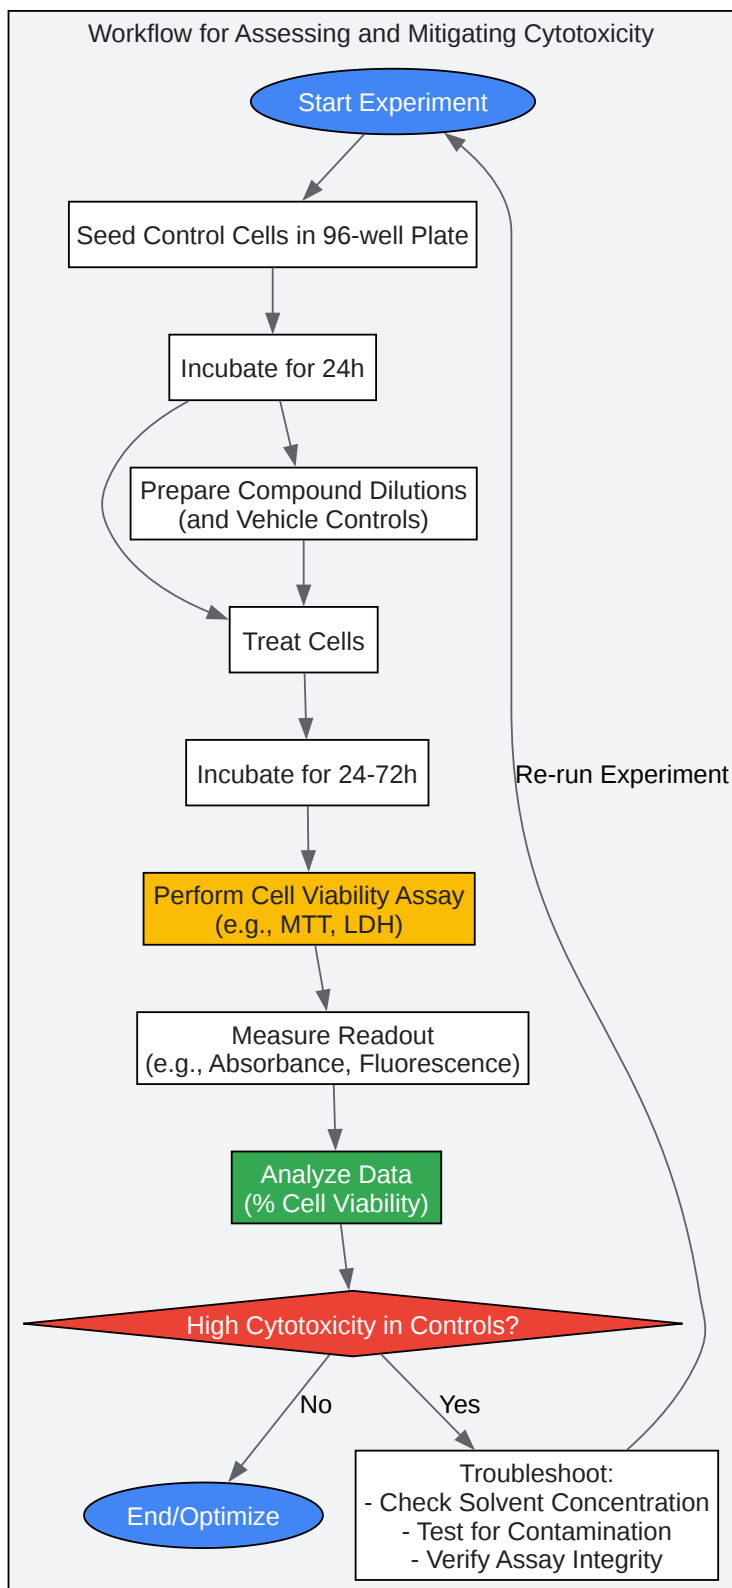 Workflow for Assessing and Mitigating Cytotoxicity
Start Experiment
Seed Control Cells in 96-well Plate
Incubate for 24h
Prepare Compound Dilutions
(and Vehicle Controls)
Treat Cells
Incubate for 24-72h
Re-run Experiment
Perform Cell Viability Assay
(e.g., MTT, LDH)
Measure Readout
(e.g., Absorbance, Fluorescence)
Analyze Data
(% Cell Viability)
High Cytotoxicity in Controls?
No
Yes
End/Optimize
Troubleshoot:
- Check Solvent Concentration
- Test for Contamination
- Verify Assay Integrity